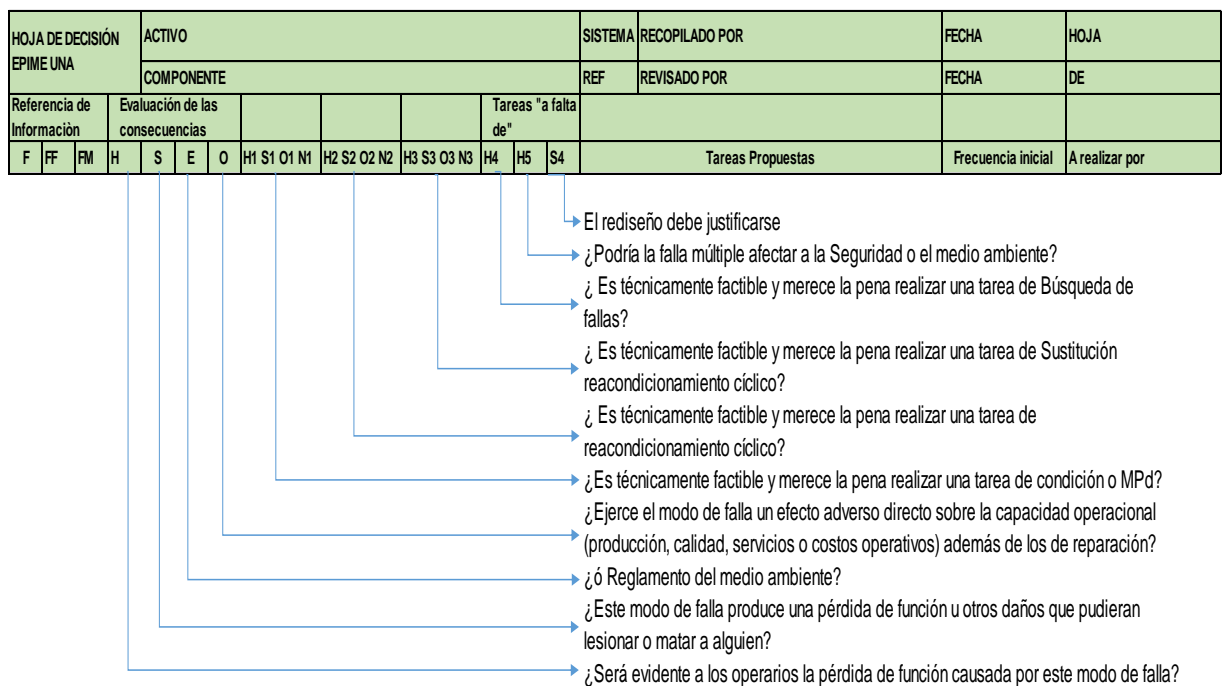 HOJA DE DECISIÓN EPIME UNA
ACTIVO
SISTEMA
RECOPILADO POR
FECHA
HOJA
COMPONENTE
REF
REVISADO POR
FECHA
DE
Referencia de Informaciòn
Evaluación de las consecuencias
Tareas "a falta de"
F FF FM H S E O H1 S1 O1 N1 H2 S2 O2 N2 H3 S3 O3 N3 H4 H5 S4 Tareas Propuestas Frecuencia inicial A realizar por
El rediseño debe justificarse
¿Podría la falla múltiple afectar a la Seguridad o el medio ambiente?
¿ Es técnicamente factible y merece la pena realizar una tarea de Búsqueda de
fallas?
¿ Es técnicamente factible y merece la pena realizar una tarea de Sustitución
reacondicionamiento cíclico?
¿ Es técnicamente factible y merece la pena realizar una tarea de
reacondicionamiento cíclico?
¿Es técnicamente factible y merece la pena realizar una tarea de condición o MPd?
¿Ejerce el modo de falla un efecto adverso directo sobre la capacidad operacional
(producción, calidad, servicios o costos operativos) además de los de reparación?
¿ó Reglamento del medio ambiente?
¿Este modo de falla produce una pérdida de función u otros daños que pudieran
lesionar o matar a alguien?
¿Será evidente a los operarios la pérdida de función causada por este modo de falla?